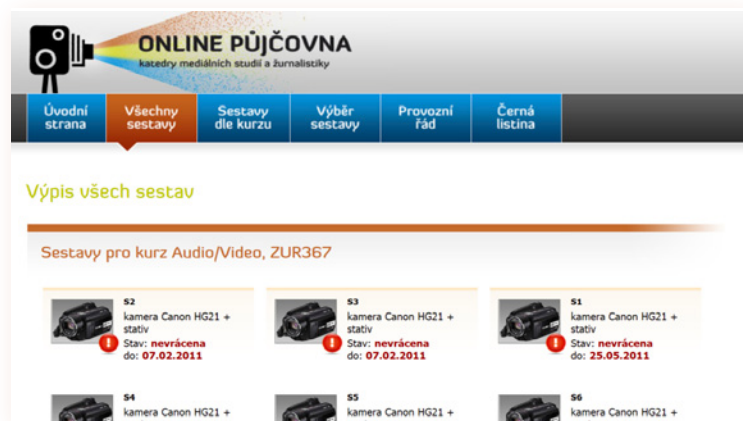 ONLINE PŮJČOVNA
katedry mediálních studií a žurnalistiky
Úvodní
strana
Všechny
sestavy
Sestavy
dle kurzu
Výběr
sestavy
Provozní
řád
Černá
listina
Výpis všech sestav
Sestavy pro kurz Audio/Video, ZUR367
S2
kamera Canon HG21 +
stativ
Stav: nevrácena
do: 07.02.2011
S3
kamera Canon HG21 +
stativ
Stav: nevrácena
do: 07.02.2011
S1
kamera Canon HG21 +
stativ
Stav: nevrácena
do: 25.05.2011
S4
kamera Canon HG21 +
S5
kamera Canon HG21 +
S6
kamera Canon HG21 +